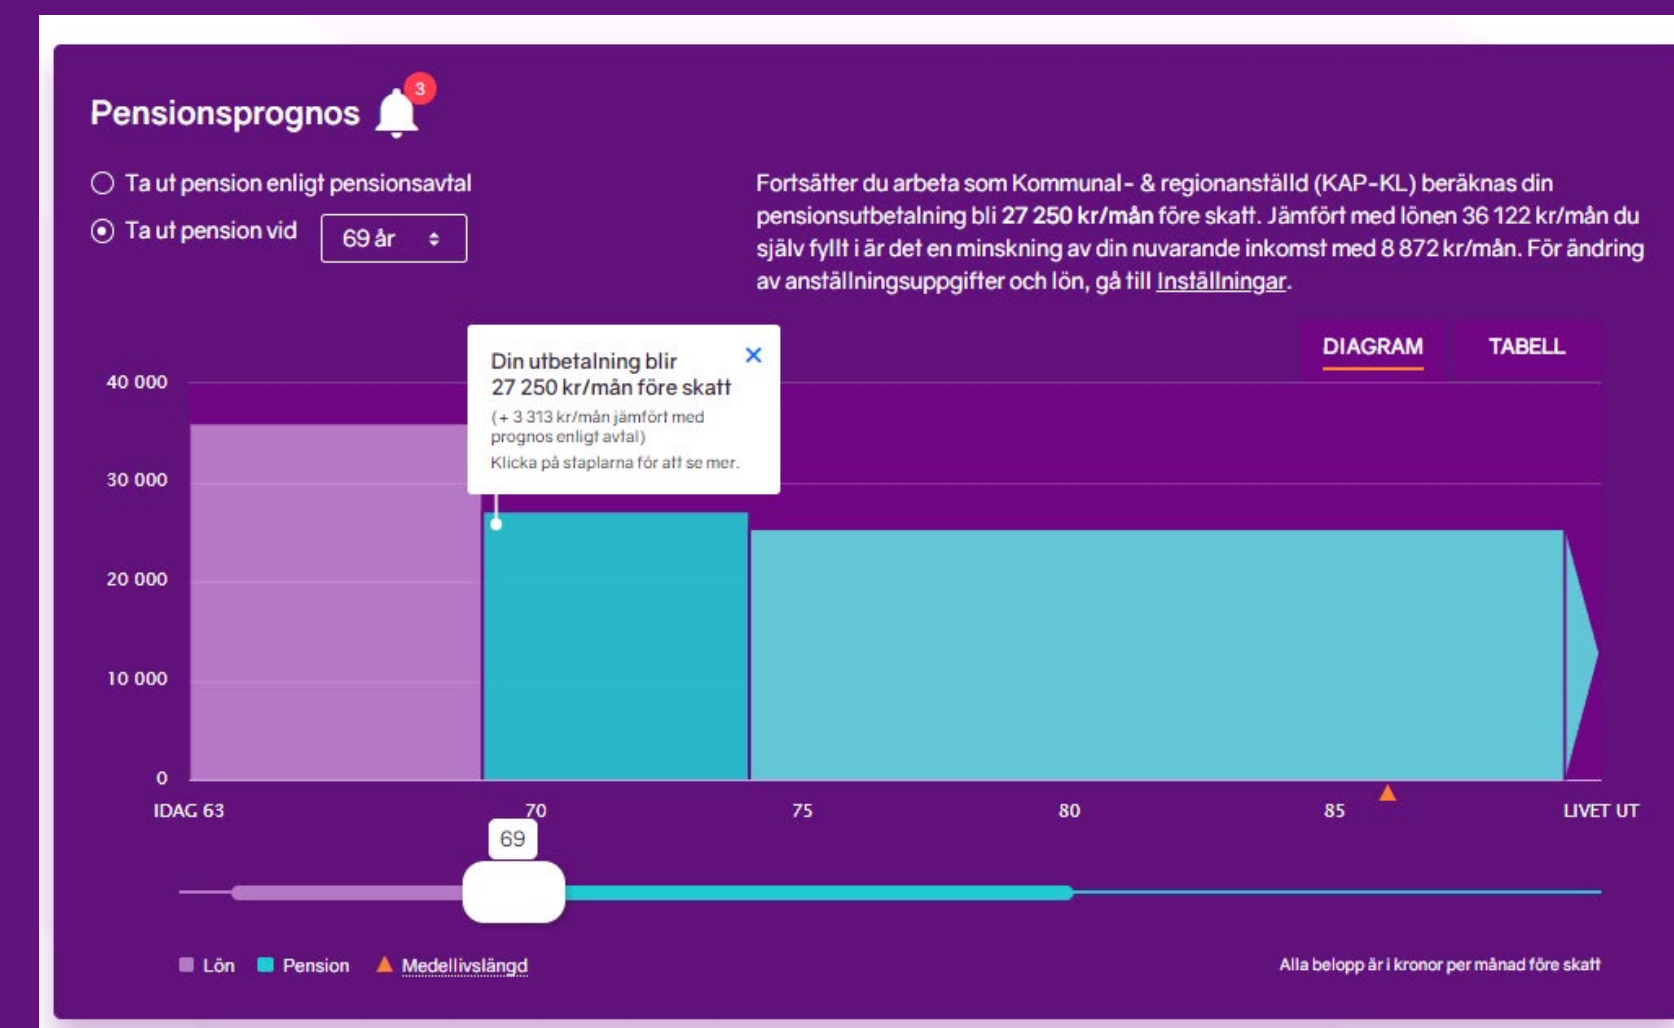 Pensionsprognos
3
Ta ut pension enligt pensionsavtal
Ta ut pension vid
69 år
Fortsätter du arbeta som Kommunal- & regionanställd (KAP-KL) beräknas din
pensionsutbetalning bli 27 250 kr/mån före skatt. Jämfört med lönen 36 122 kr/mån du
själv fyllt i är det en minskning av din nuvarande inkomst med 8 872 kr/mån. För ändring
av anställningsuppgifter och lön, gå till Inställningar.
DIAGRAM
TABELL
Din utbetalning blir
27 250 kr/mån före skatt
(+ 3 313 kr/mån jämfört med
prognos enligt avtal)
Klicka på staplarna för att se mer.
40 000
30 000
20 000
10 000
0
IDAG 63
70
75
80
85
LIVET UT
69
Lön
Pension
Medellivslängd
Alla belopp är i kronor per månad före skatt